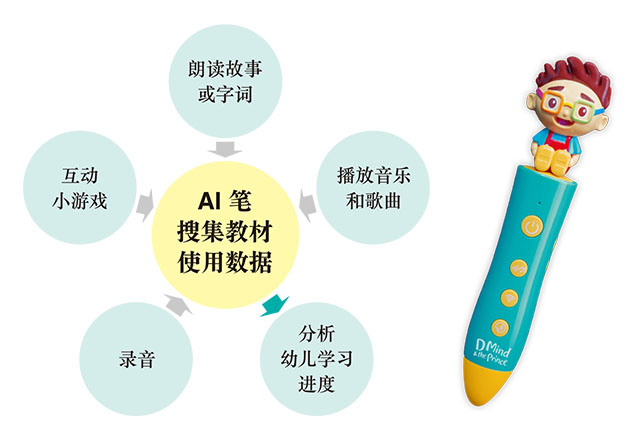 朗读故事
或字词
互动
小游戏
AI 笔
搜集教材
使用数据
播放音乐
和歌曲
录音
分析
幼儿学习
进度
D Mind
& the Prince